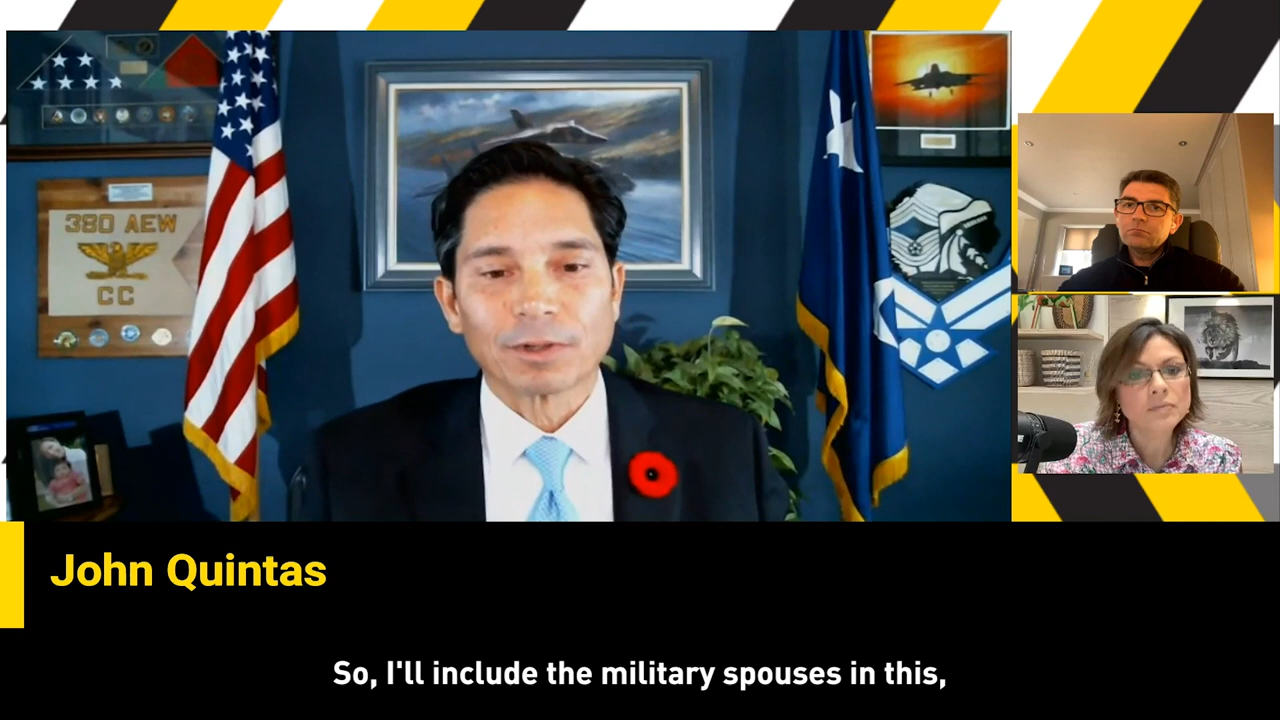 380 AEW
CC
John Quintas
So, I'll include the military spouses in this,